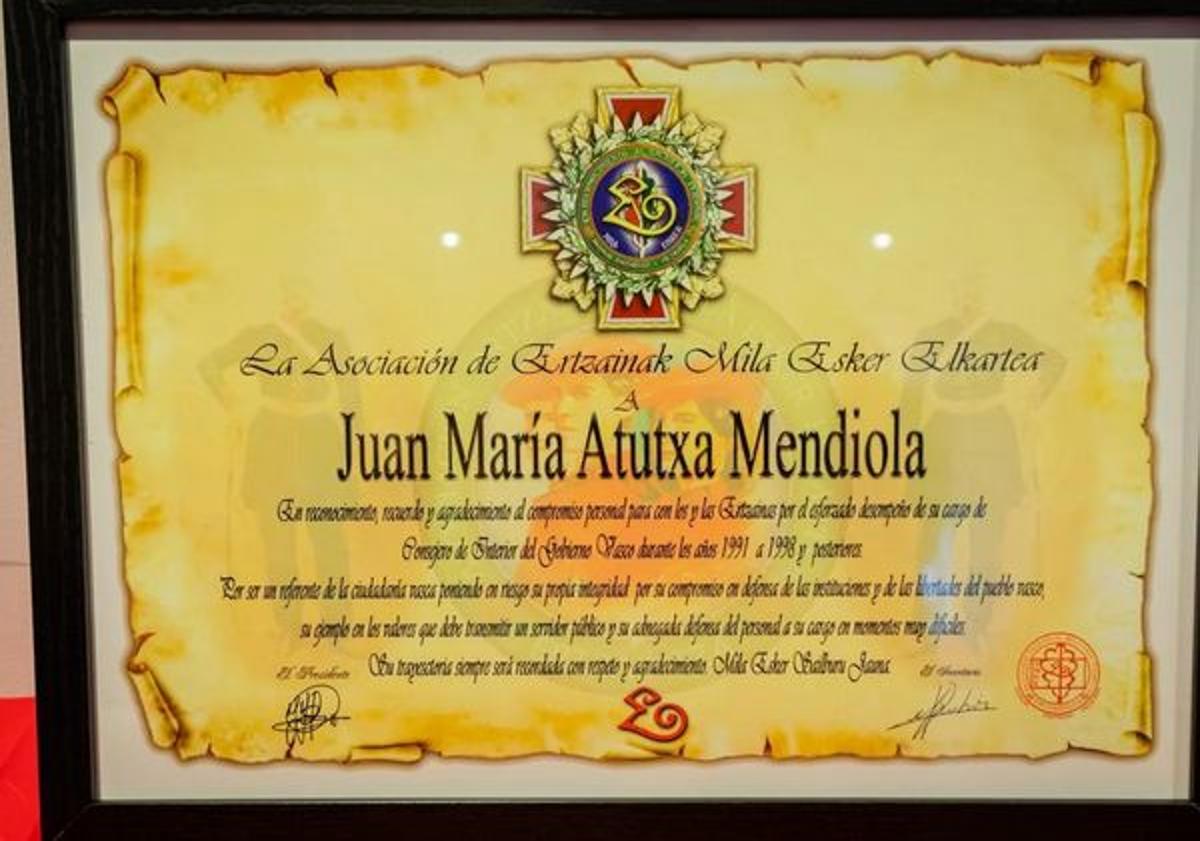 La Asociación de Ertzainak Mila Esker Elkartea
A
Juan María Atutxa Mendiola
En reconocimiento, recuerdo y agradecimiento al compromiso personal para con los y las Ertzainas por el esforzado desempeño de su cargo de
Consejero de Interior del Gobierno Vasco durante los años 1991 a 1998 y posteriores.
Por ser un referente de la ciudadanía vasca poniendo en riesgo su propia integridad por su compromiso en defensa de las instituciones y de las libertades del pueblo vasco,
su ejemplo en los valores que debe transmitir un servidor público y su abnegada defensa del personal a su cargo en momentos muy difíciles.
Su trayectoria siempre será recordada con respeto y agradecimiento. Mila Esker Sailburu Jauna.
El Presidente
El Secretario